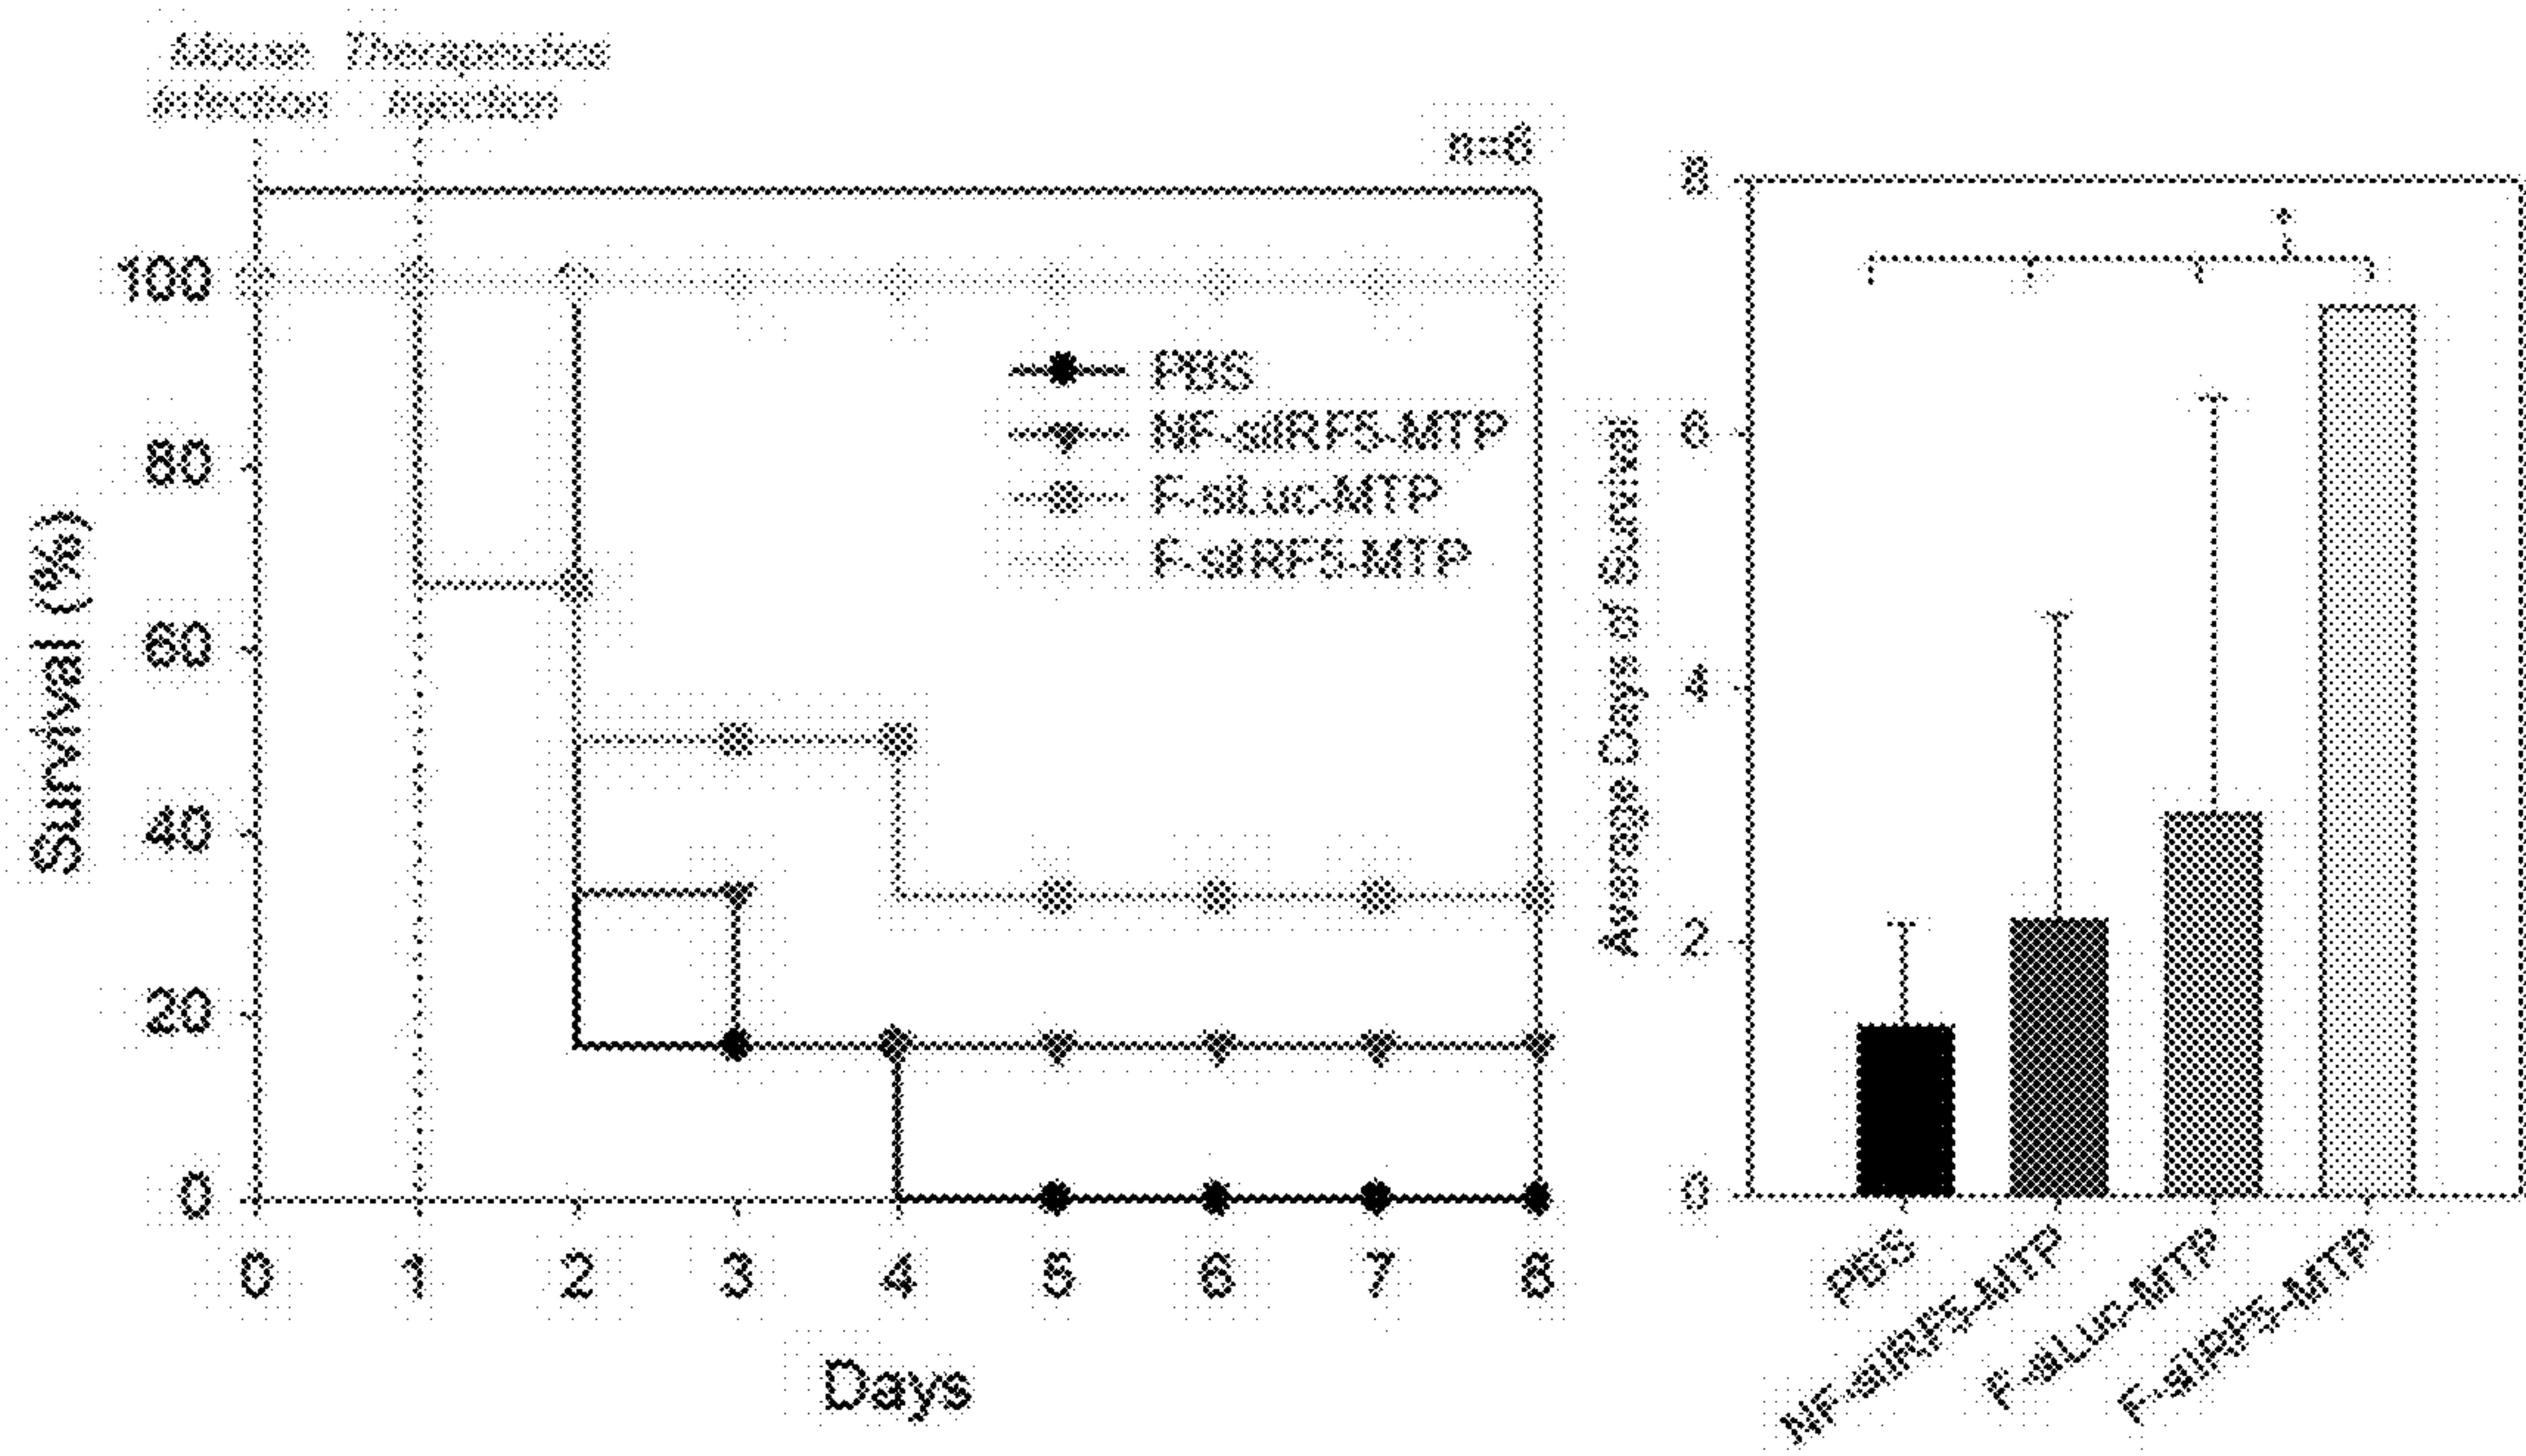 Mouse Therapeutics
infection injection
n=6
100
80
60
40
20
0
Survival (%)
PBS
NF-siIRF5-MTP
F-siLuc-MTP
F-siIRF5-MTP
0 1 2 3 4 5 6 7 8
Days
8
6
4
2
0
Average Days of Survival
*
PBS
NF-siIRF5-MTP
F-siLuc-MTP
F-siIRF5-MTP